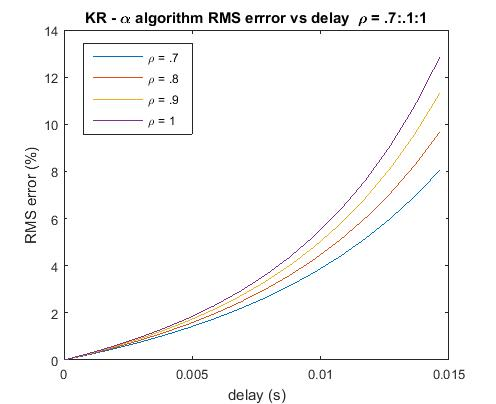 KR - α algorithm RMS errror vs delay ρ = .7:.1:1
14
12
10
8
6
4
2
0
RMS error (%)
ρ = .7
ρ = .8
ρ = .9
ρ = 1
0
0.005
0.01
0.015
delay (s)